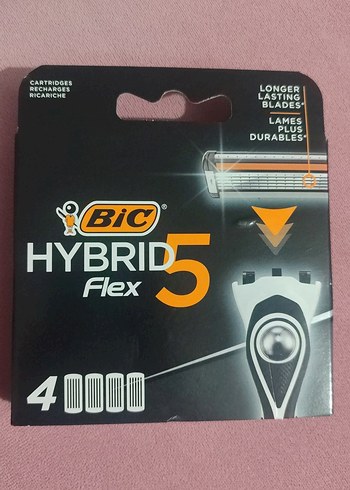 CARTRIDGES
RECHARGES
RICARICHE
LONGER
LASTING
BLADES*
LAMES
PLUS
DURABLES*
BiC®
HYBRID 5
Flex
4